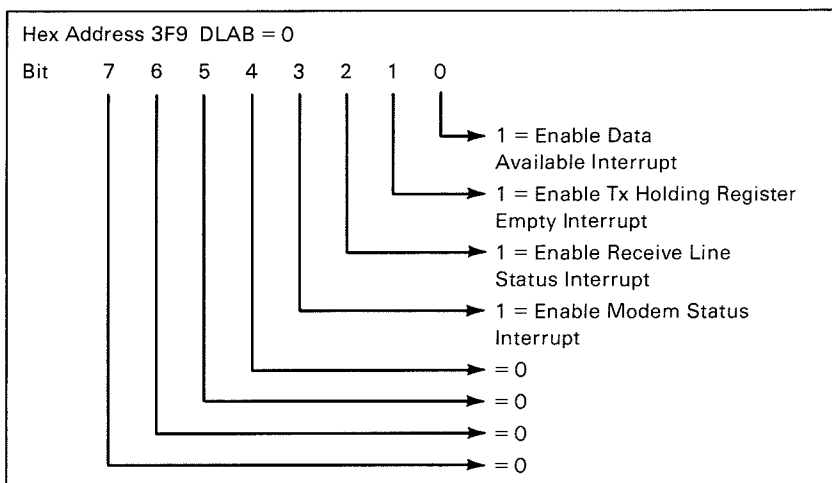 Hex Address 3F9 DLAB = 0
Bit 7 6 5 4 3 2 1 0
1 = Enable Data
Available Interrupt
1 = Enable Tx Holding Register
Empty Interrupt
1 = Enable Receive Line
Status Interrupt
1 = Enable Modem Status
Interrupt
= 0
= 0
= 0
= 0